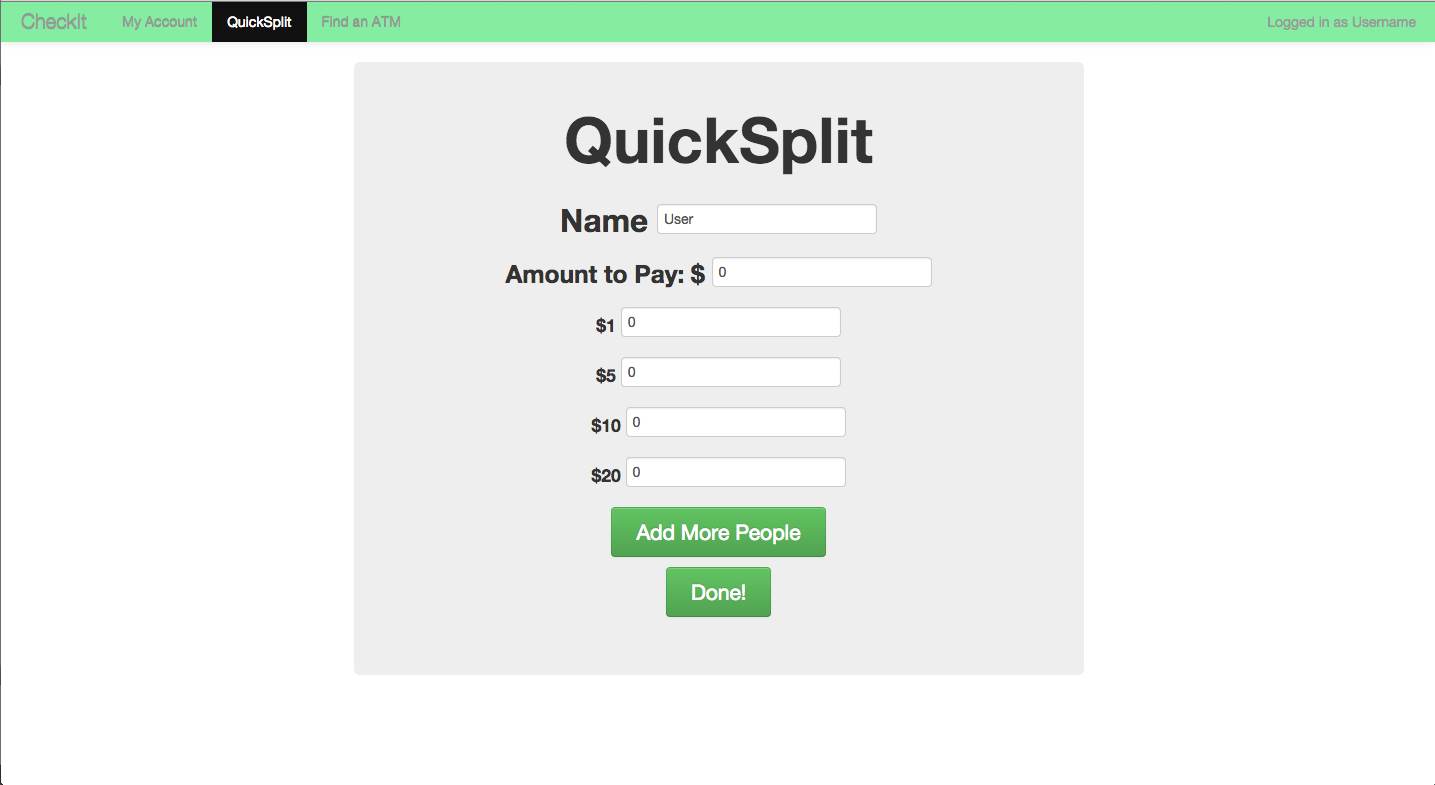 CheckIt My Account QuickSplit Find an ATM Logged in as Username
QuickSplit
Name User
Amount to Pay: $ 0
$1 0
$5 0
$10 0
$20 0
Add More People
Done!